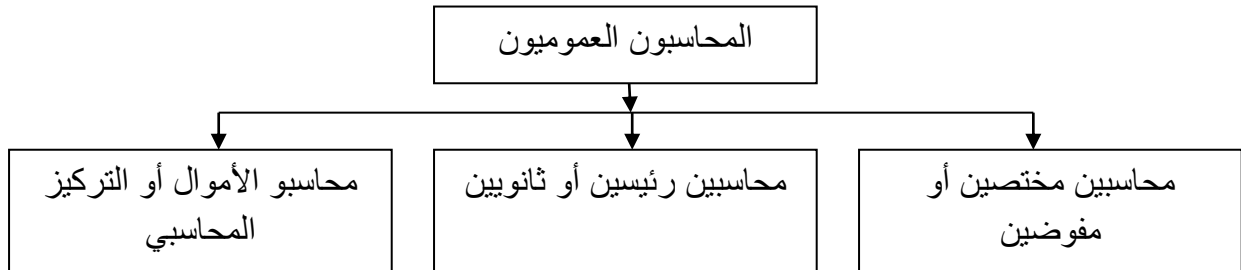 المحاسبون العموميون
محاسبين مختصين أو
مفوضين
محاسبين رئيسين أو ثانويين
محاسبو الأموال أو التركيز
المحاسبي